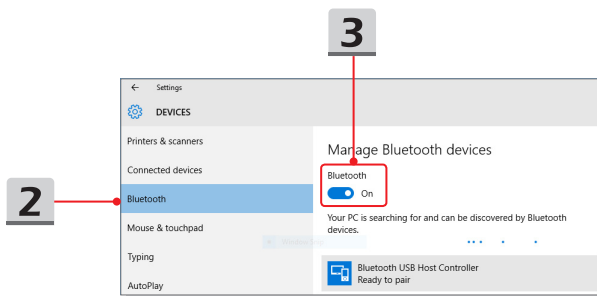 3
← Settings
DEVICES
Printers & scanners
Connected devices
2
Bluetooth
Mouse & touchpad
Typing
AutoPlay
Manage Bluetooth devices
Bluetooth
On
Your PC is searching for and can be discovered by Bluetooth
devices.
Bluetooth USB Host Controller
Ready to pair